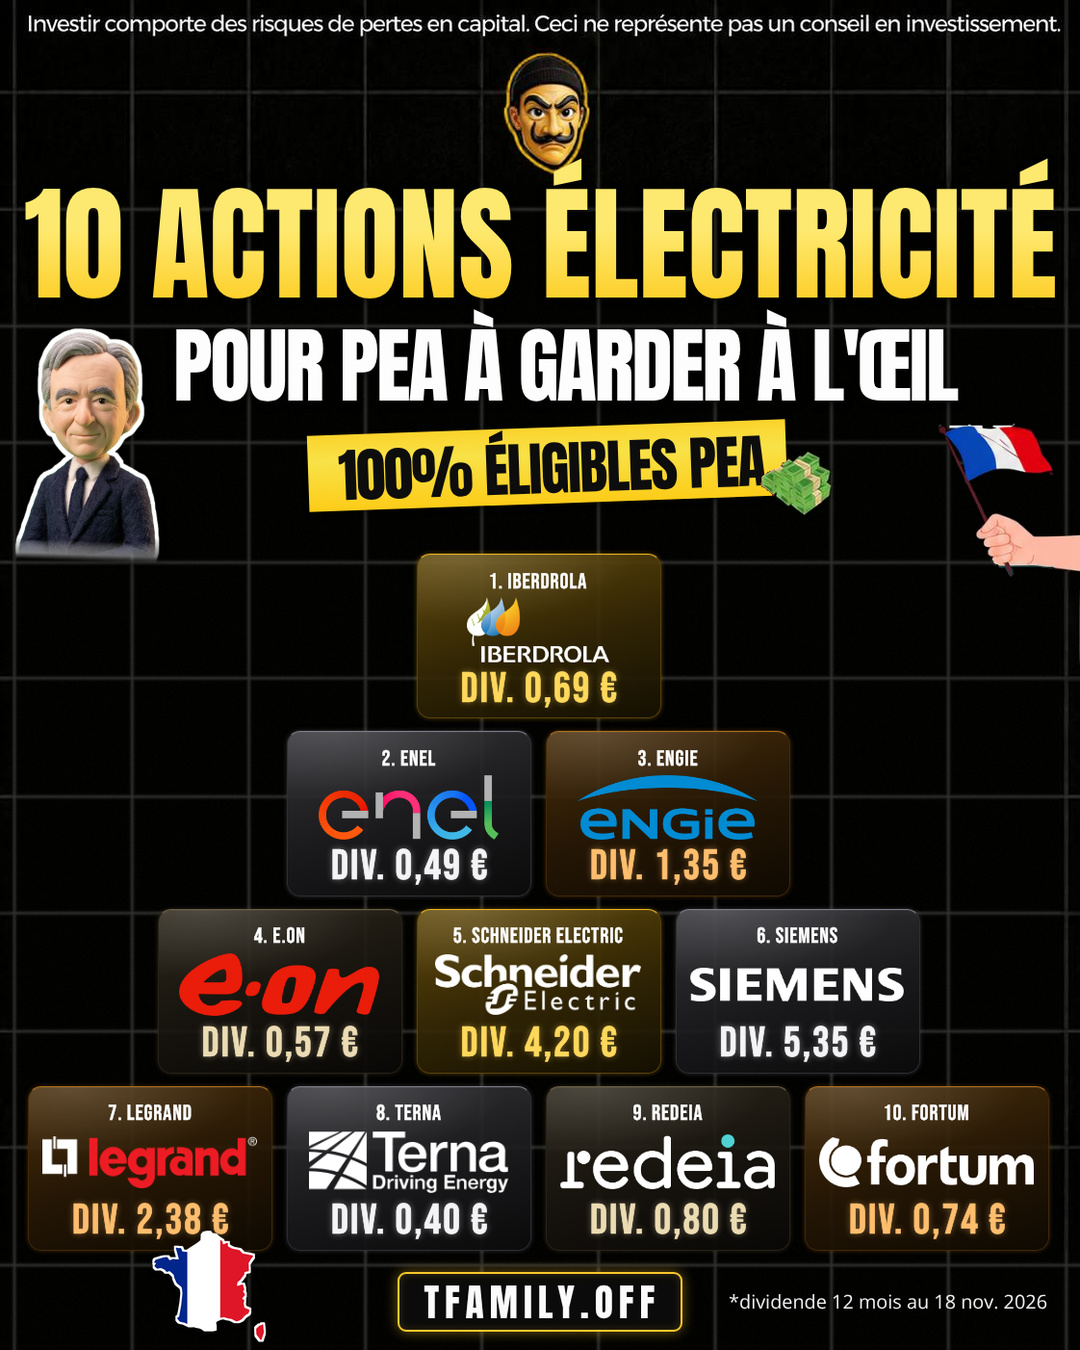 Investir comporte des risques de pertes en capital. Ceci ne représente pas un conseil en investissement.
10 ACTIONS ÉLECTRICITÉ
POUR PEA À GARDER À L'ŒIL
100% ÉLIGIBLES PEA
1. IBERDROLA
IBERDROLA
DIV. 0,69 €
2. ENEL
enel
DIV. 0,49 €
3. ENGIE
eNGie
DIV. 1,35 €
4. E.ON
e·on
DIV. 0,57 €
5. SCHNEIDER ELECTRIC
Schneider
Electric
DIV. 4,20 €
6. SIEMENS
SIEMENS
DIV. 5,35 €
7. LEGRAND
legrand®
DIV. 2,38 €
8. TERNA
Terna
Driving Energy
DIV. 0,40 €
9. REDEIA
redeia
DIV. 0,80 €
10. FORTUM
fortum
DIV. 0,74 €
TFAMILY.OFF
*dividende 12 mois au 18 nov. 2026